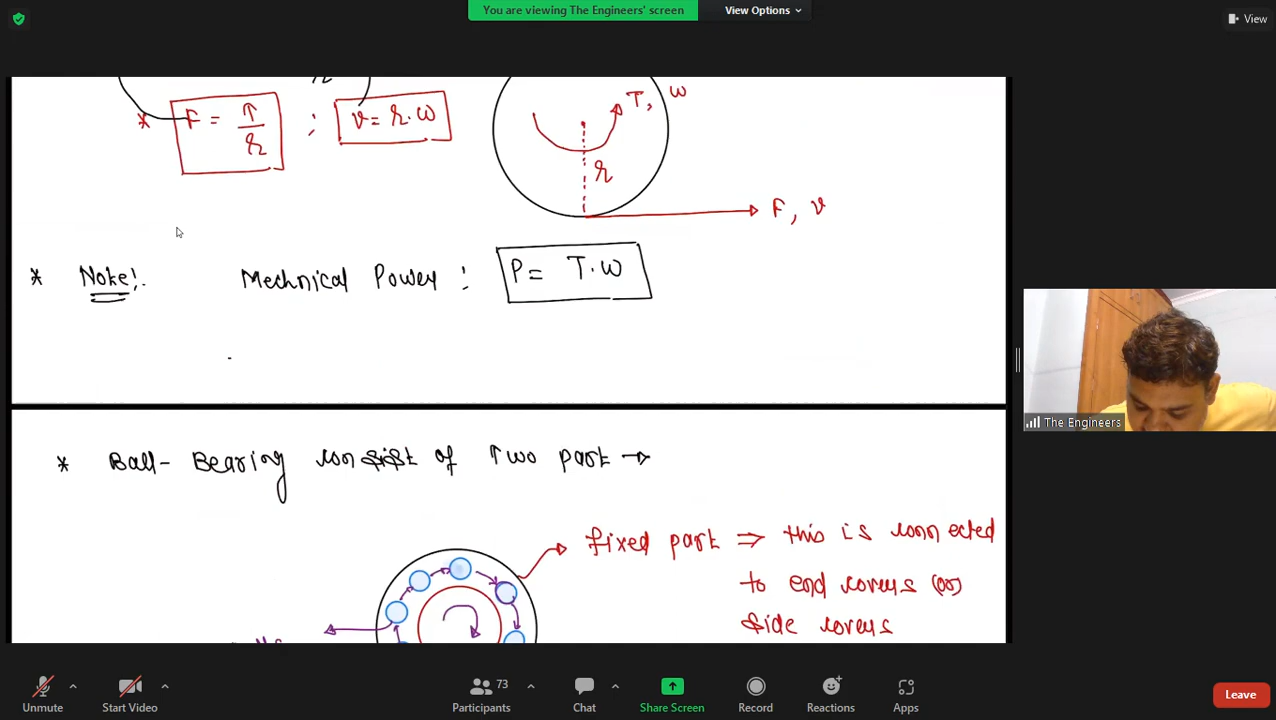 You are viewing The Engineers' screen
View Options
View
* F = T/r ; v = r.ω
T, ω
r
F, v
* Note:. Mechnical Power : P = T.ω
* Ball-Bearing consist of Two part →
fixed part ⇒ this is connected
to end covers (or)
side covers
The Engineers
Unmute
Start Video
73
Participants
Chat
Share Screen
Record
Reactions
Apps
Leave